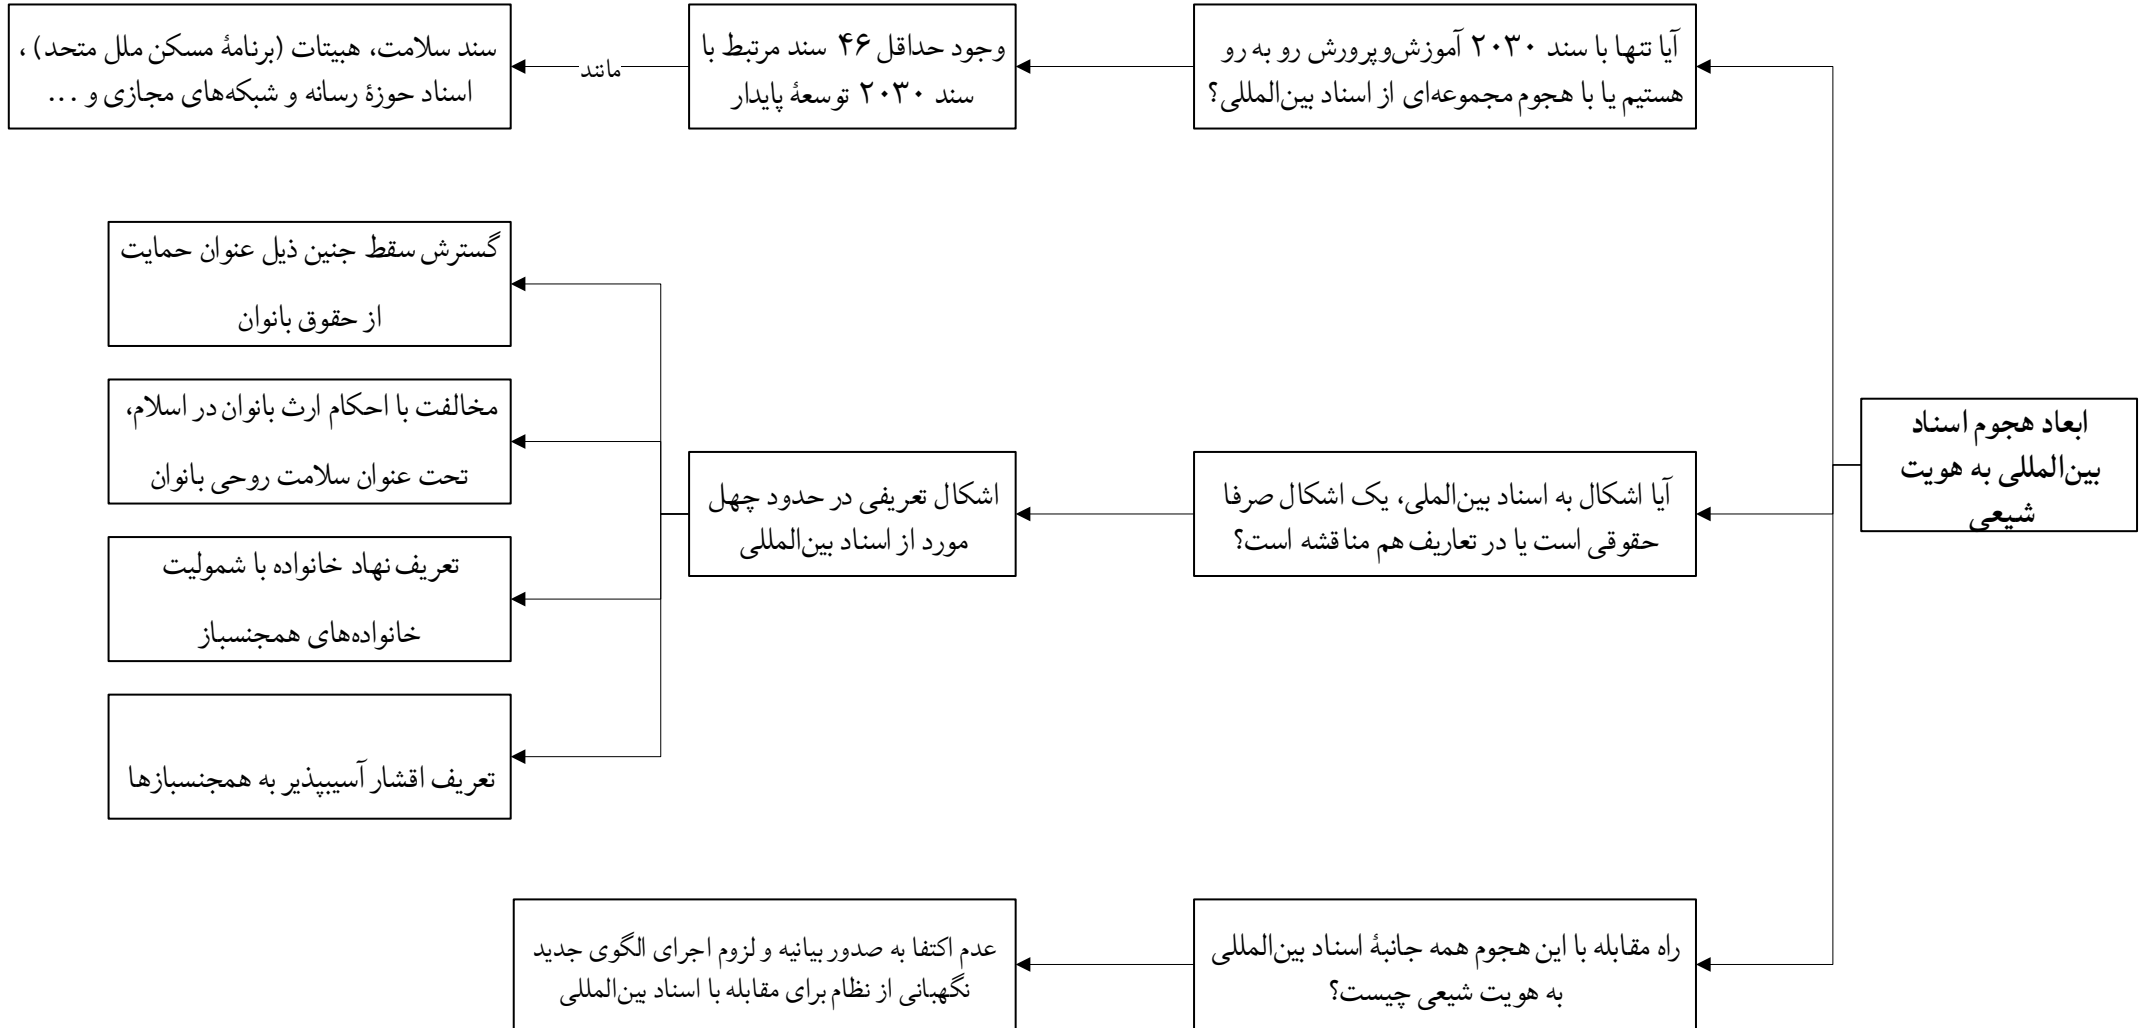 ابعاد هجوم اسناد
بین‌المللی به هویت
شیعی
آیا تنها با سند ۲۰۳۰ آموزش‌وپرورش رو به رو
هستیم یا با هجوم مجموعه‌ای از اسناد بین‌المللی؟
وجود حداقل ۴۶ سند مرتبط با
سند ۲۰۳۰ توسعهٔ پایدار
مانند
سند سلامت، هبیتات (برنامهٔ مسکن ملل متحد) ،
اسناد حوزهٔ رسانه و شبکه‌های مجازی و ...
آیا اشکال به اسناد بین‌الملی، یک اشکال صرفا
حقوقی است یا در تعاریف هم مناقشه است؟
اشکال تعریفی در حدود چهل
مورد از اسناد بین‌المللی
گسترش سقط جنین ذیل عنوان حمایت
از حقوق بانوان
مخالفت با احکام ارث بانوان در اسلام،
تحت عنوان سلامت روحی بانوان
تعریف نهاد خانواده با شمولیت
خانواده‌های همجنسباز
تعریف اقشار آسیبپذیر به همجنسبازها
راه مقابله با این هجوم همه جانبهٔ اسناد بین‌المللی
به هویت شیعی چیست؟
عدم اکتفا به صدور بیانیه و لزوم اجرای الگوی جدید
نگهبانی از نظام برای مقابله با اسناد بین‌المللی